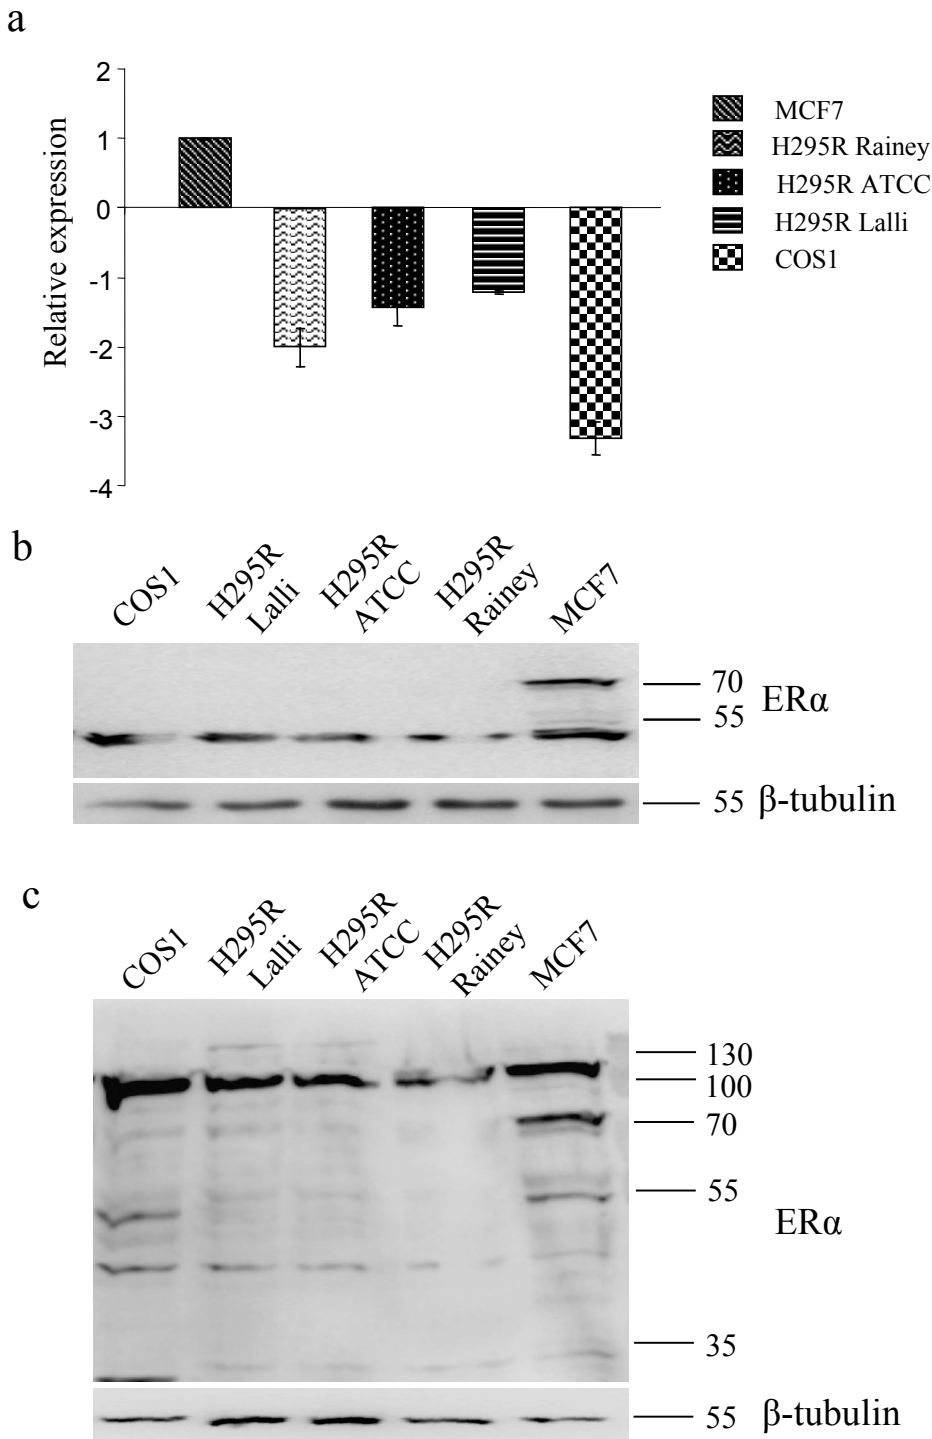 a
2
1
0
-1
-2
-3
-4
Relative expression
MCF7
H295R Rainey
H295R ATCC
H295R Lalli
COS1
b
COS1
H295R
Lalli
H295R
ATCC
H295R
Rainey
MCF7
70
55
ERα
55 β-tubulin
c
COS1
H295R
Lalli
H295R
ATCC
H295R
Rainey
MCF7
130
100
70
55
ERα
35
55 β-tubulin